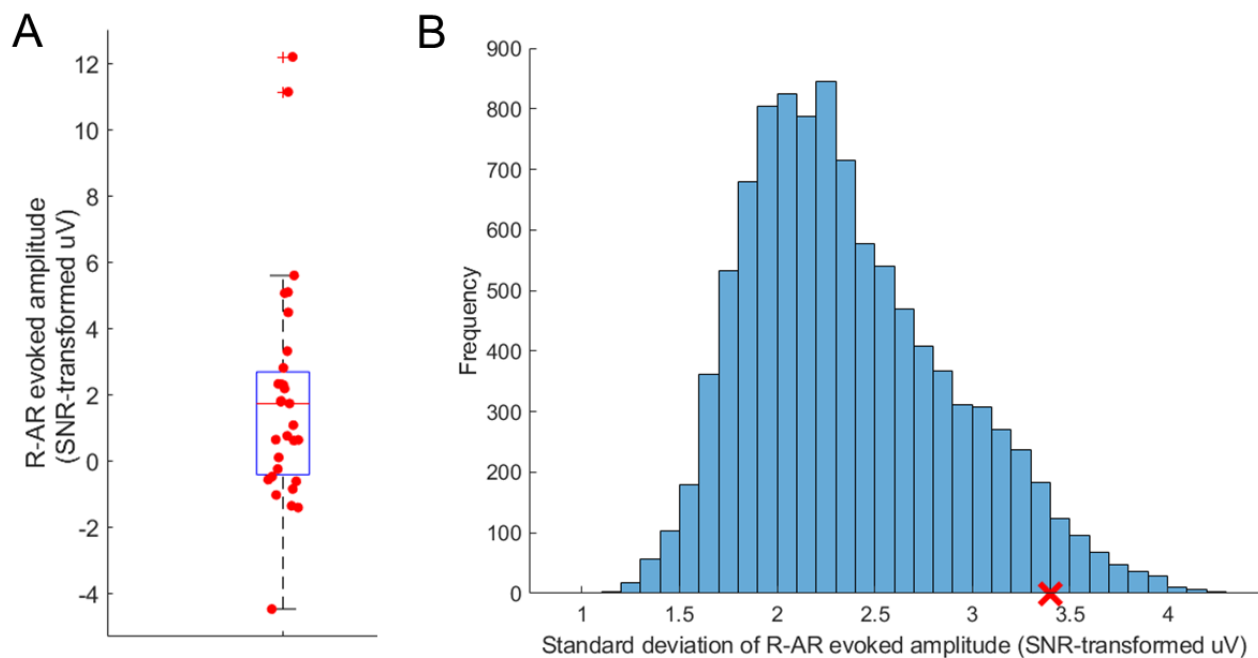 A
R-AR evoked amplitude
(SNR-transformed uV)
12
10
8
6
4
2
0
-2
-4
B
Frequency
900
800
700
600
500
400
300
200
100
0
1 1.5 2 2.5 3 3.5 4
Standard deviation of R-AR evoked amplitude (SNR-transformed uV)